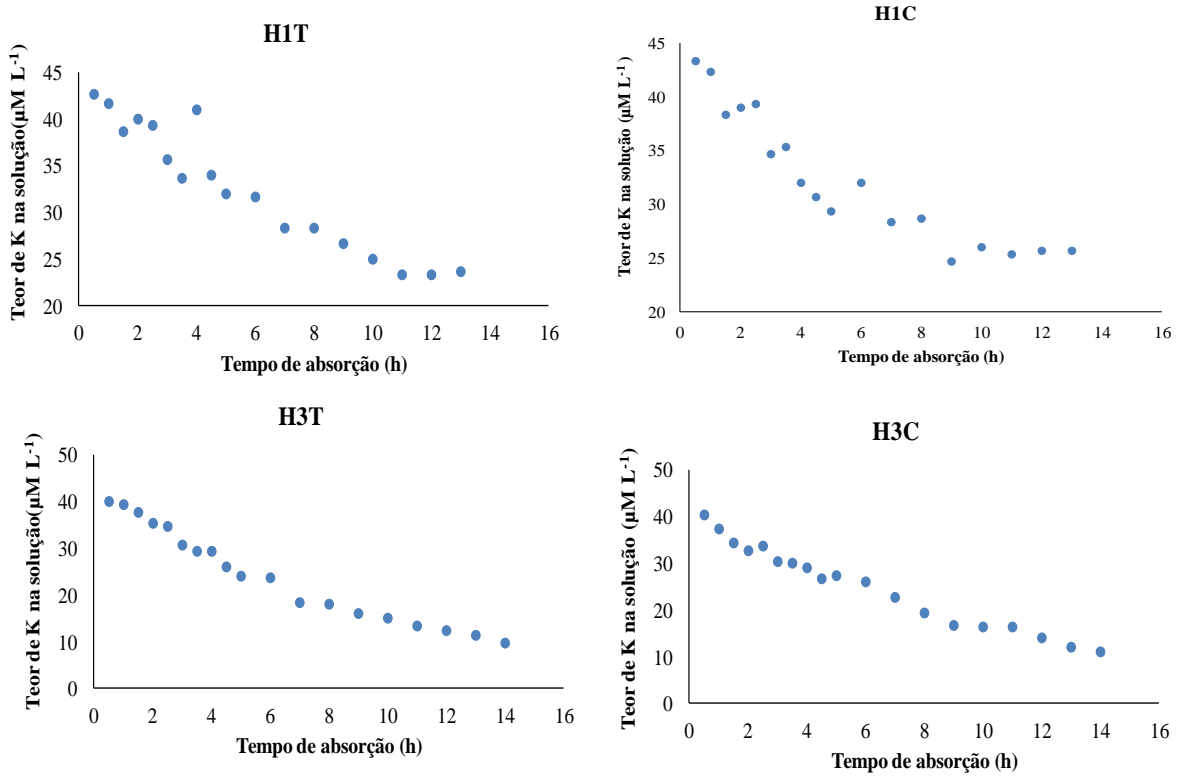 H1T
Teor de K na solução(µM L-1)
45
40
35
30
25
20
0 2 4 6 8 10 12 14 16
Tempo de absorção (h)
H1C
Teor de K na solução (µM L-1)
45
40
35
30
25
20
0 2 4 6 8 10 12 14 16
Tempo de absorção (h)
H3T
Teor de K na solução(µM L-1)
50
40
30
20
10
0
0 2 4 6 8 10 12 14 16
Tempo de absorção (h)
H3C
Teor de K na solução (µM L-1)
50
40
30
20
10
0
0 2 4 6 8 10 12 14 16
Tempo de absorção (h)